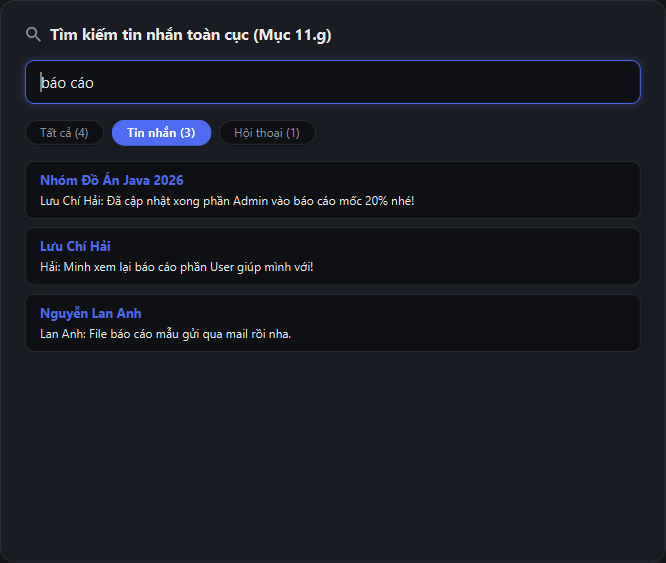 Tìm kiếm tin nhắn toàn cục (Mục 11.g)
báo cáo
Tất cả (4)
Tin nhắn (3)
Hội thoại (1)
Nhóm Đồ Án Java 2026
Lưu Chí Hải: Đã cập nhật xong phần Admin vào báo cáo mốc 20% nhé!
Lưu Chí Hải
Hải: Minh xem lại báo cáo phần User giúp mình với!
Nguyễn Lan Anh
Lan Anh: File báo cáo mẫu gửi qua mail rồi nha.